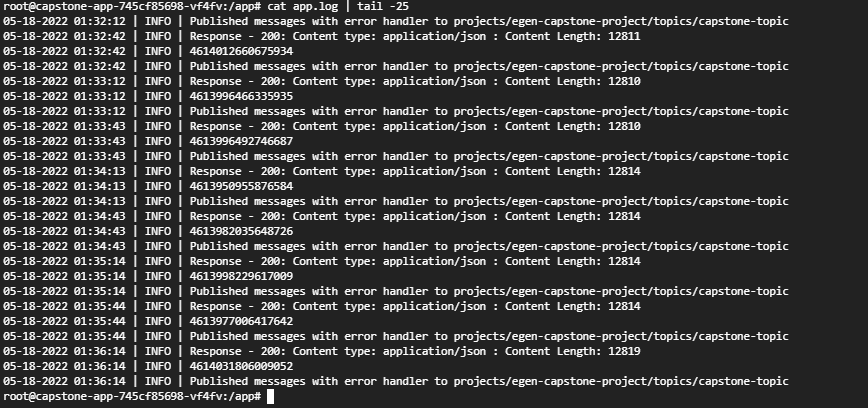 root@capstone-app-745cf85698-vf4fv:/app# cat app.log | tail -25
05-18-2022 01:32:12 | INFO | Published messages with error handler to projects/egen-capstone-project/topics/capstone-topic
05-18-2022 01:32:42 | INFO | Response - 200: Content type: application/json : Content Length: 12811
05-18-2022 01:32:42 | INFO | 4614012660675934
05-18-2022 01:32:42 | INFO | Published messages with error handler to projects/egen-capstone-project/topics/capstone-topic
05-18-2022 01:33:12 | INFO | Response - 200: Content type: application/json : Content Length: 12810
05-18-2022 01:33:12 | INFO | 4613996466335935
05-18-2022 01:33:12 | INFO | Published messages with error handler to projects/egen-capstone-project/topics/capstone-topic
05-18-2022 01:33:43 | INFO | Response - 200: Content type: application/json : Content Length: 12810
05-18-2022 01:33:43 | INFO | 4613996492746687
05-18-2022 01:33:43 | INFO | Published messages with error handler to projects/egen-capstone-project/topics/capstone-topic
05-18-2022 01:34:13 | INFO | Response - 200: Content type: application/json : Content Length: 12814
05-18-2022 01:34:13 | INFO | 4613950955876584
05-18-2022 01:34:13 | INFO | Published messages with error handler to projects/egen-capstone-project/topics/capstone-topic
05-18-2022 01:34:43 | INFO | Response - 200: Content type: application/json : Content Length: 12814
05-18-2022 01:34:43 | INFO | 4613982035648726
05-18-2022 01:34:43 | INFO | Published messages with error handler to projects/egen-capstone-project/topics/capstone-topic
05-18-2022 01:35:14 | INFO | Response - 200: Content type: application/json : Content Length: 12814
05-18-2022 01:35:14 | INFO | 4613998229617009
05-18-2022 01:35:14 | INFO | Published messages with error handler to projects/egen-capstone-project/topics/capstone-topic
05-18-2022 01:35:44 | INFO | Response - 200: Content type: application/json : Content Length: 12814
05-18-2022 01:35:44 | INFO | 4613977006417642
05-18-2022 01:35:44 | INFO | Published messages with error handler to projects/egen-capstone-project/topics/capstone-topic
05-18-2022 01:36:14 | INFO | Response - 200: Content type: application/json : Content Length: 12819
05-18-2022 01:36:14 | INFO | 4614031806009052
05-18-2022 01:36:14 | INFO | Published messages with error handler to projects/egen-capstone-project/topics/capstone-topic
root@capstone-app-745cf85698-vf4fv:/app#